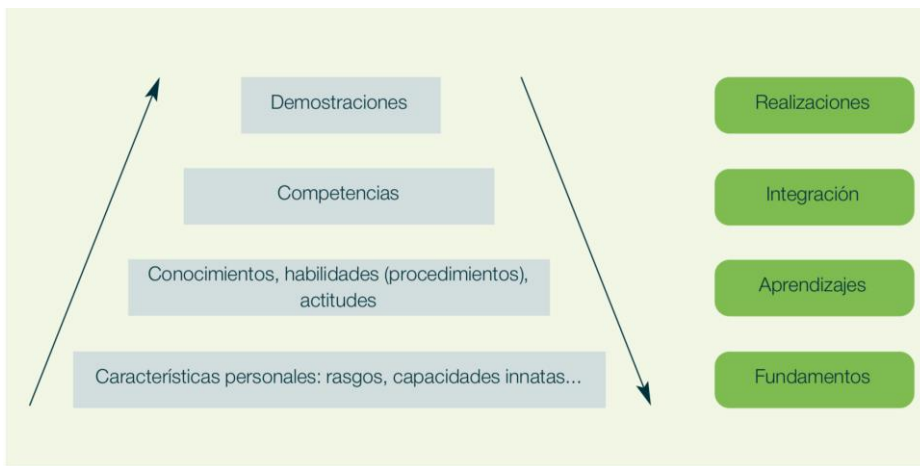 Demostraciones
Realizaciones
Competencias
Integración
Conocimientos, habilidades (procedimientos),
actitudes
Aprendizajes
Características personales: rasgos, capacidades innatas...
Fundamentos